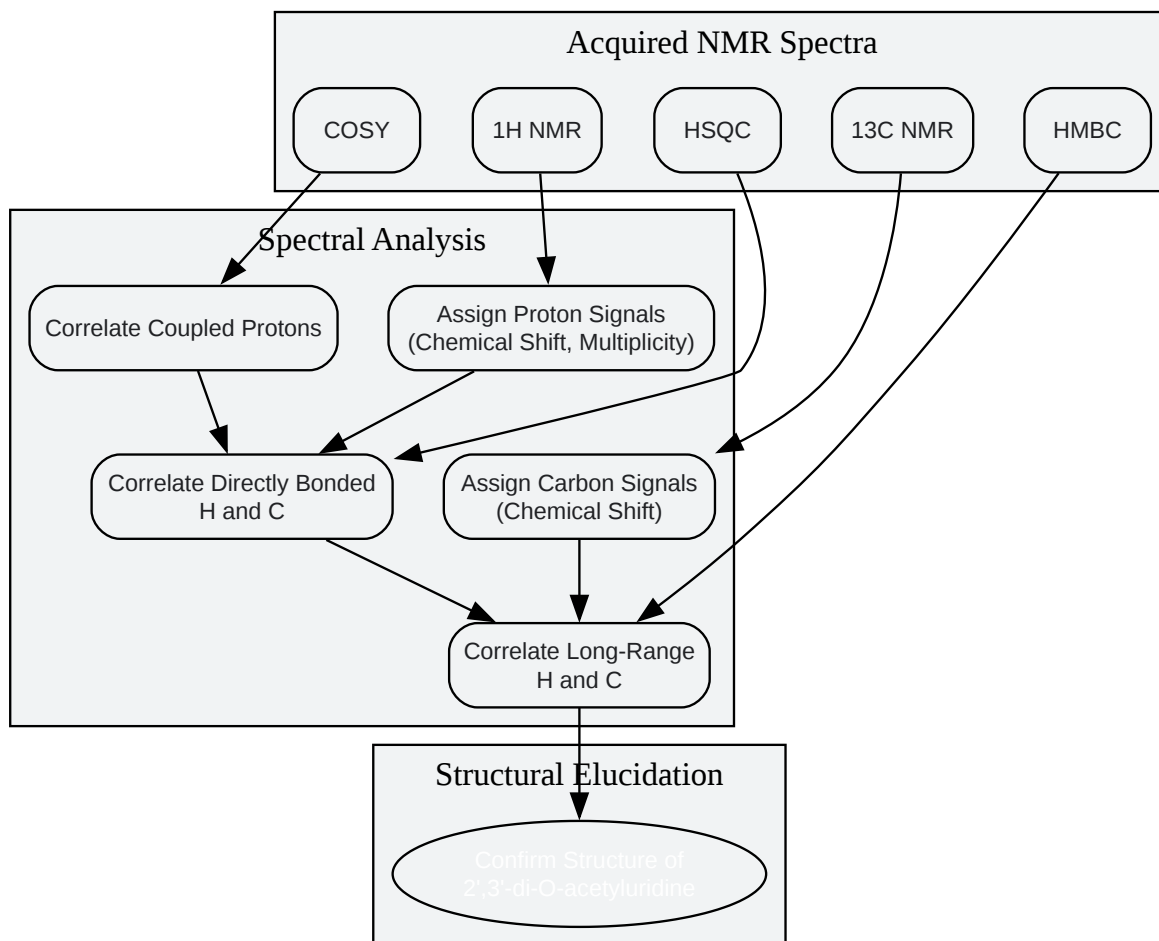 Acquired NMR Spectra
COSY
1H NMR
HSQC
13C NMR
HMBC
Spectral Analysis
Correlate Coupled Protons
Assign Proton Signals
(Chemical Shift, Multiplicity)
Correlate Directly Bonded
H and C
Assign Carbon Signals
(Chemical Shift)
Correlate Long-Range
H and C
Structural Elucidation
Confirm Structure of
2',3'-di-O-acetyluridine